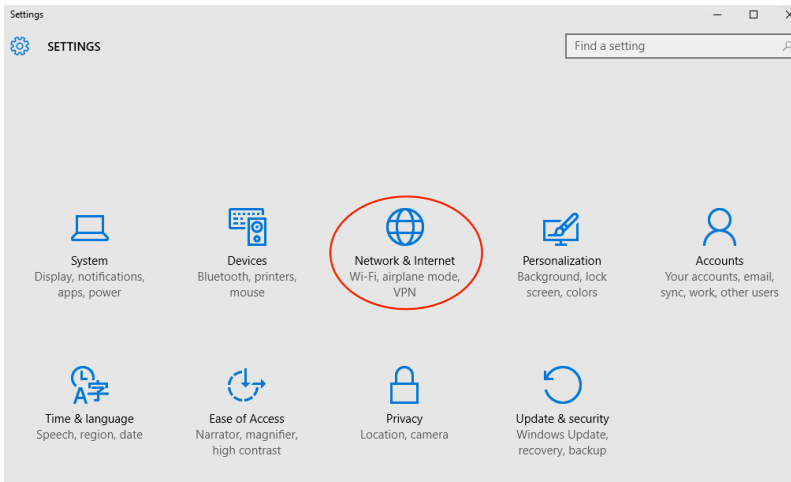 Settings
SETTINGS
Find a setting
System
Display, notifications,
apps, power
Devices
Bluetooth, printers,
mouse
Network & Internet
Wi-Fi, airplane mode,
VPN
Personalization
Background, lock
screen, colors
Accounts
Your accounts, email,
sync, work, other users
A字
Time & language
Speech, region, date
Ease of Access
Narrator, magnifier,
high contrast
Privacy
Location, camera
Update & security
Windows Update,
recovery, backup